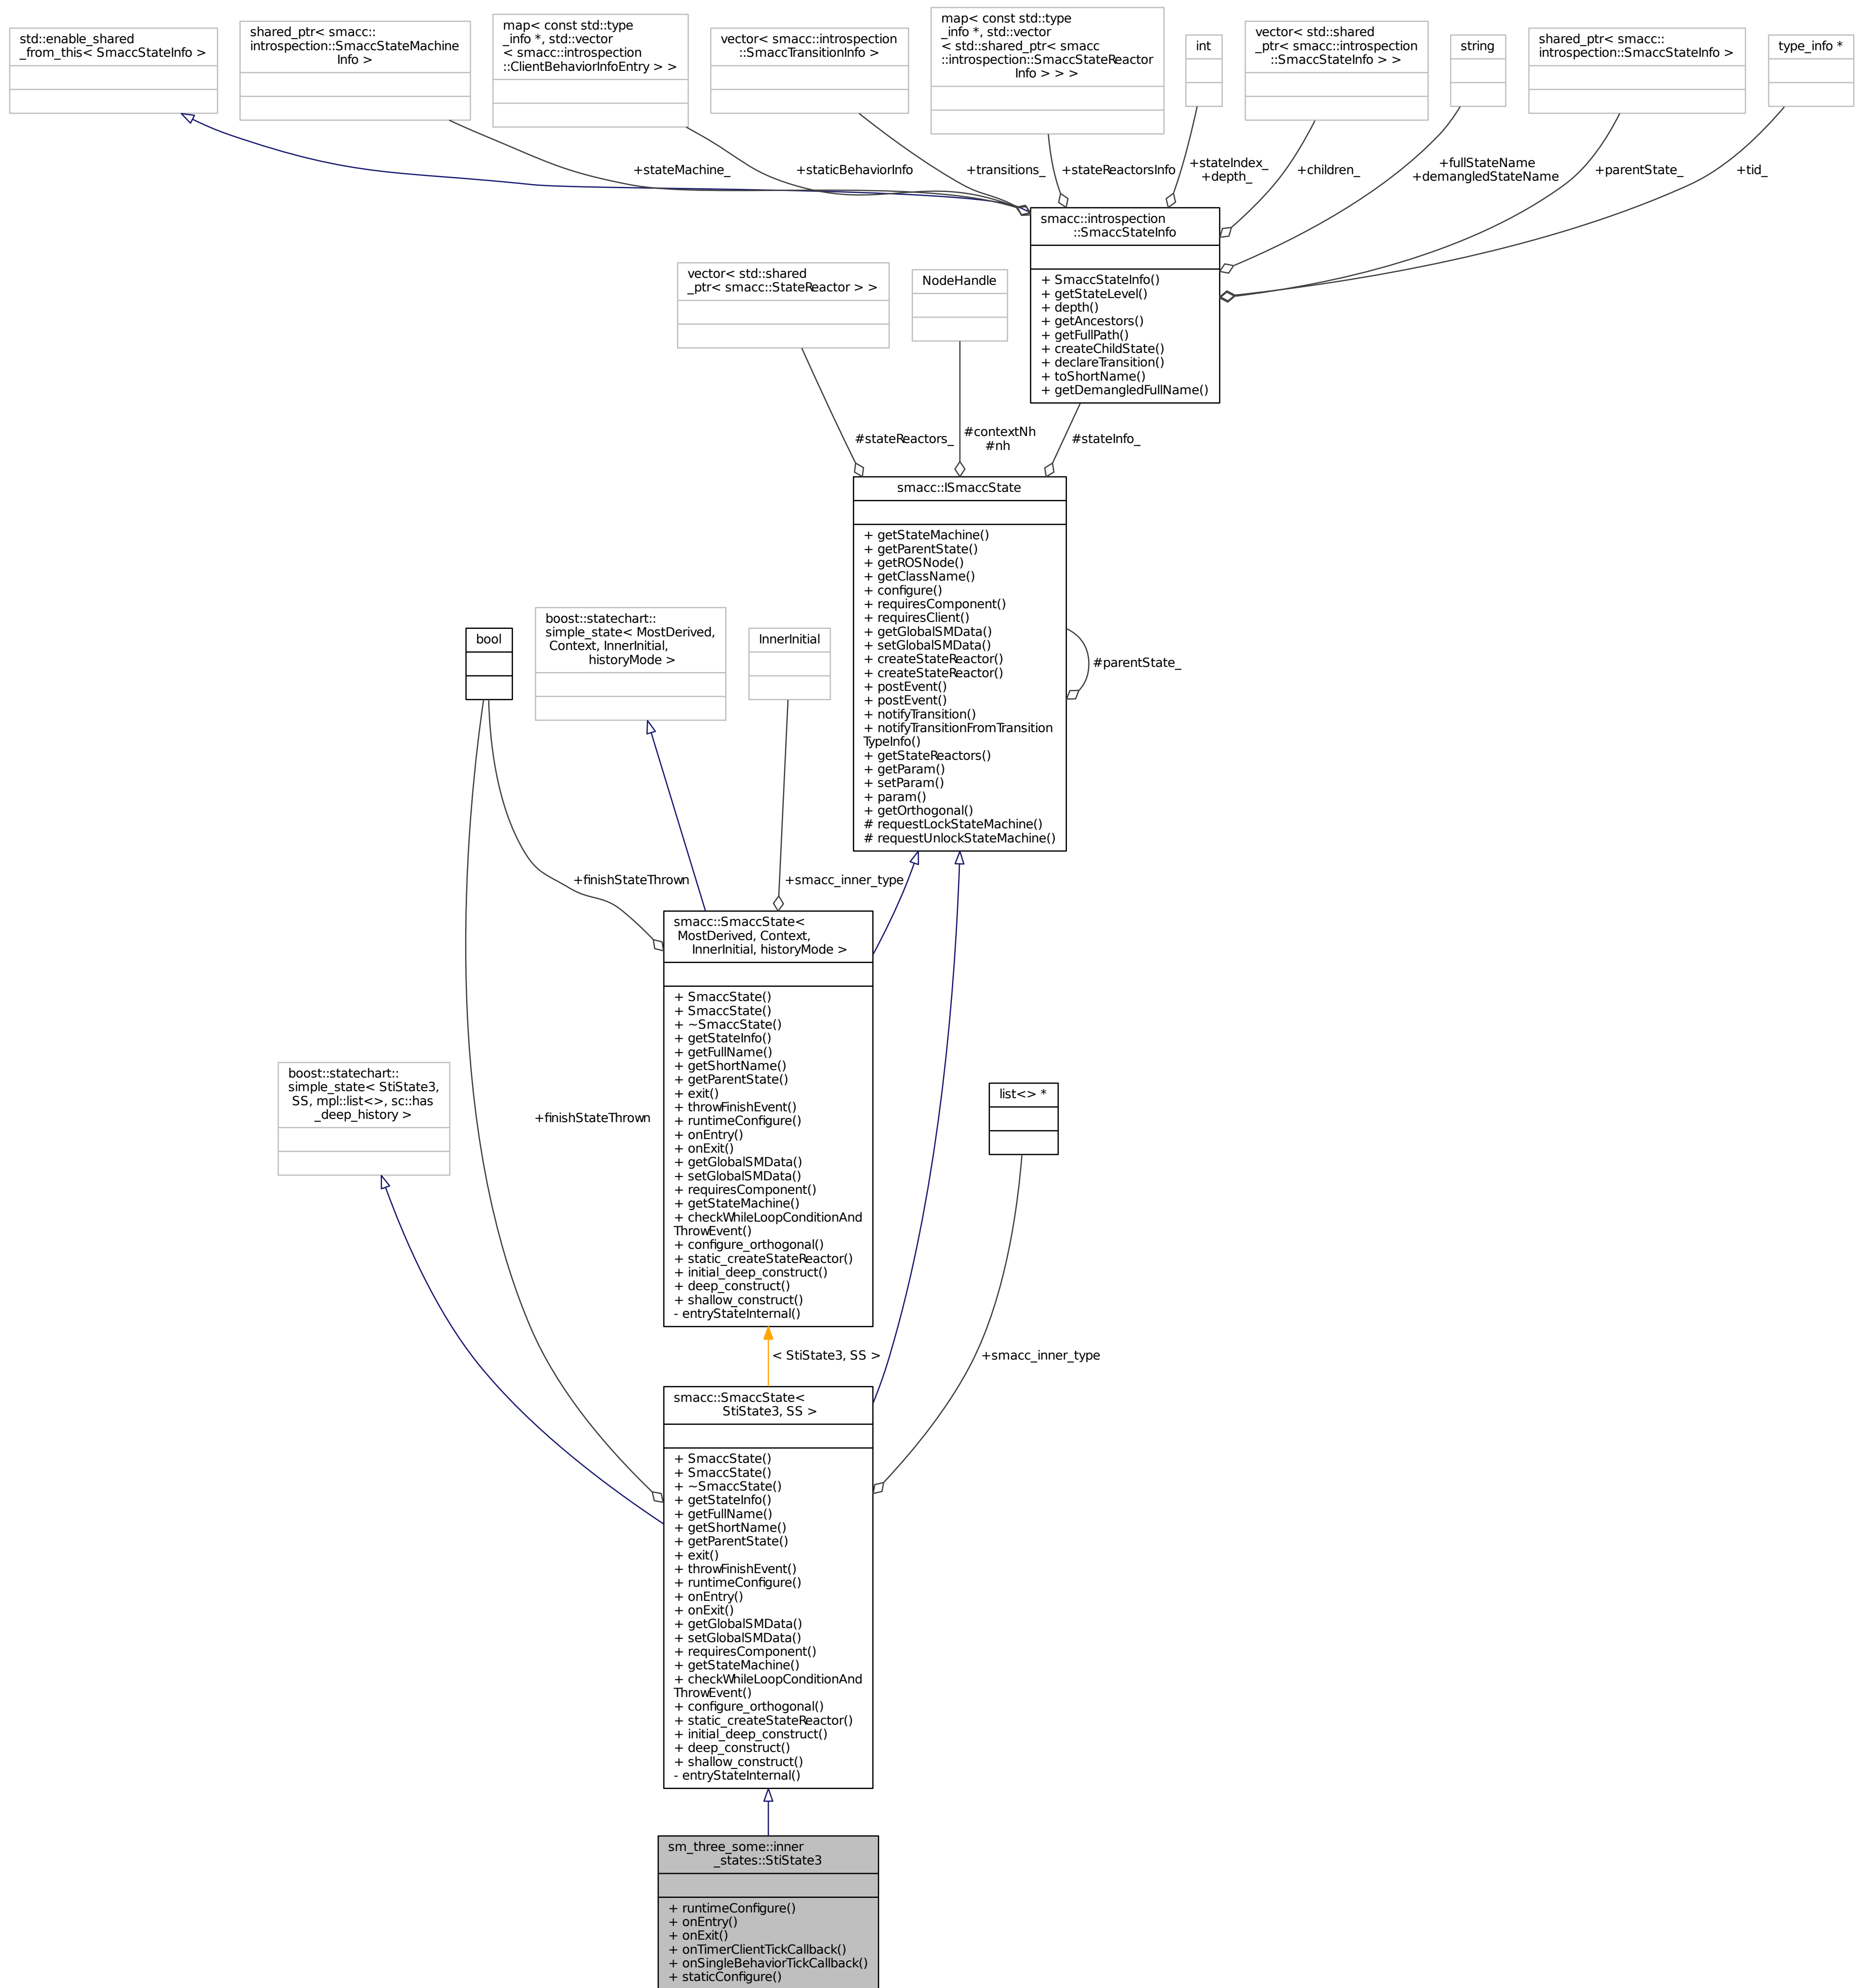 std::enable_shared
_from_this< SmaccStateInfo >
shared_ptr< smacc::
introspection::SmaccStateMachine
Info >
map< const std::type
_info *, std::vector
< smacc::introspection
::ClientBehaviorInfoEntry > >
vector< smacc::introspection
::SmaccTransitionInfo >
map< const std::type
_info *, std::vector
< std::shared_ptr< smacc
::introspection::SmaccStateReactor
Info > > >
int
vector< std::shared
_ptr< smacc::introspection
::SmaccStateInfo > >
string
shared_ptr< smacc::
introspection::SmaccStateInfo >
type_info *
+stateMachine_
+staticBehaviorInfo
+transitions_
+stateReactorsInfo
+stateIndex_
+depth_
+children_
+fullStateName
+demangledStateName
+parentState_
+tid_
smacc::introspection
::SmaccStateInfo
+ SmaccStateInfo()
+ getStateLevel()
+ depth()
+ getAncestors()
+ getFullPath()
+ createChildState()
+ declareTransition()
+ toShortName()
+ getDemangledFullName()
vector< std::shared
_ptr< smacc::StateReactor > >
NodeHandle
#stateReactors_
#contextNh
#nh
#stateInfo_
smacc::ISmaccState
+ getStateMachine()
+ getParentState()
+ getROSNode()
+ getClassName()
+ configure()
+ requiresComponent()
+ requiresClient()
+ getGlobalSMData()
+ setGlobalSMData()
+ createStateReactor()
+ createStateReactor()
+ postEvent()
+ postEvent()
+ notifyTransition()
+ notifyTransitionFromTransition
TypeInfo()
+ getStateReactors()
+ getParam()
+ setParam()
+ param()
+ getOrthogonal()
# requestLockStateMachine()
# requestUnlockStateMachine()
#parentState_
bool
boost::statechart::
simple_state< MostDerived,
Context, InnerInitial,
historyMode >
InnerInitial
+finishStateThrown
+smacc_inner_type
smacc::SmaccState<
MostDerived, Context,
InnerInitial, historyMode >
+ SmaccState()
+ SmaccState()
+ ~SmaccState()
+ getStateInfo()
+ getFullName()
+ getShortName()
+ getParentState()
+ exit()
+ throwFinishEvent()
+ runtimeConfigure()
+ onEntry()
+ onExit()
+ getGlobalSMData()
+ setGlobalSMData()
+ requiresComponent()
+ getStateMachine()
+ checkWhileLoopConditionAnd
ThrowEvent()
+ configure_orthogonal()
+ static_createStateReactor()
+ initial_deep_construct()
+ deep_construct()
+ shallow_construct()
- entryStateInternal()
boost::statechart::
simple_state< StiState3,
SS, mpl::list<>, sc::has
_deep_history >
+finishStateThrown
list<> *
< StiState3, SS >
+smacc_inner_type
smacc::SmaccState<
StiState3, SS >
+ SmaccState()
+ SmaccState()
+ ~SmaccState()
+ getStateInfo()
+ getFullName()
+ getShortName()
+ getParentState()
+ exit()
+ throwFinishEvent()
+ runtimeConfigure()
+ onEntry()
+ onExit()
+ getGlobalSMData()
+ setGlobalSMData()
+ requiresComponent()
+ getStateMachine()
+ checkWhileLoopConditionAnd
ThrowEvent()
+ configure_orthogonal()
+ static_createStateReactor()
+ initial_deep_construct()
+ deep_construct()
+ shallow_construct()
- entryStateInternal()
sm_three_some::inner
_states::StiState3
+ runtimeConfigure()
+ onEntry()
+ onExit()
+ onTimerClientTickCallback()
+ onSingleBehaviorTickCallback()
+ staticConfigure()